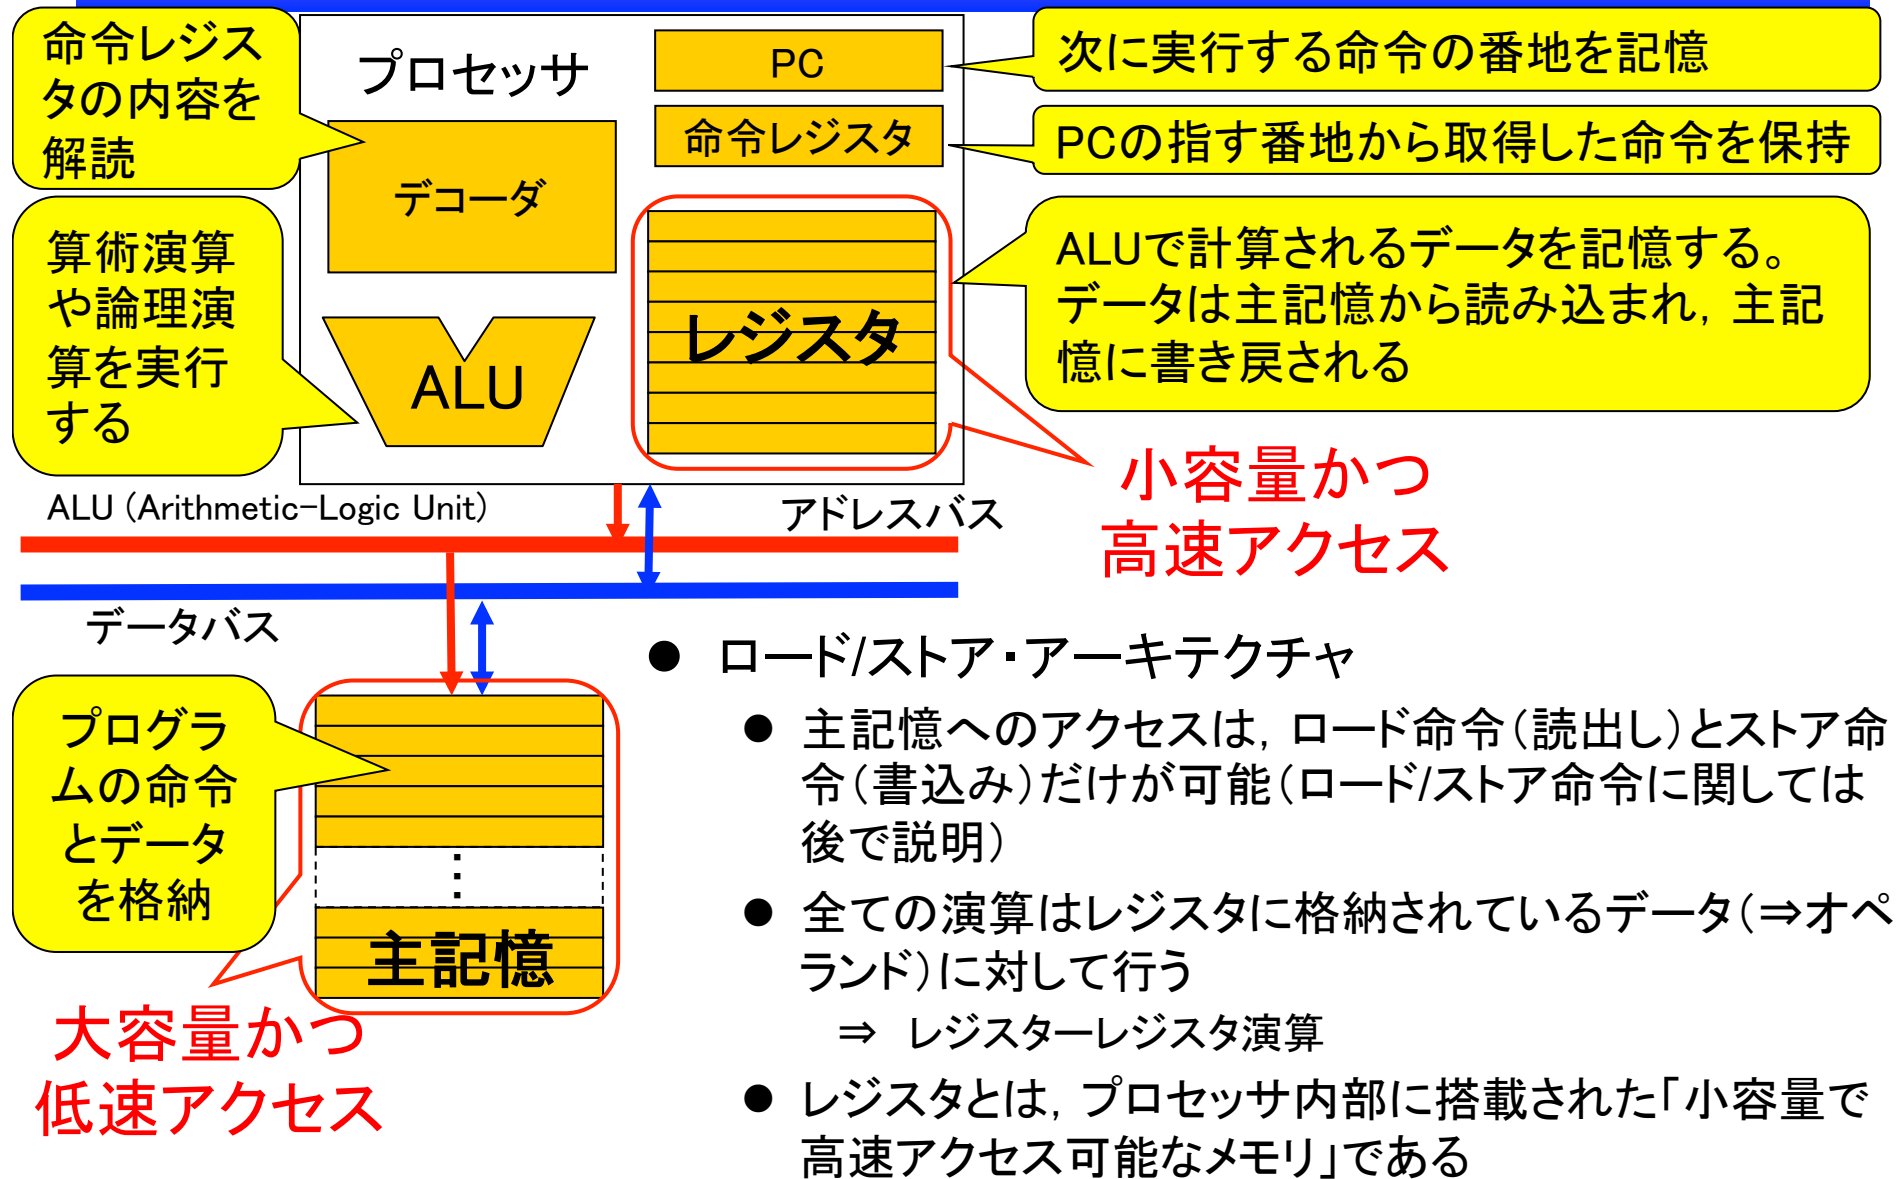 命令レジス
タの内容を
解読
プロセッサ
PC
次に実行する命令の番地を記憶
命令レジスタ
PCの指す番地から取得した命令を保持
デコーダ
算術演算
や論理演
算を実行
する
ALU
レジスタ
ALUで計算されるデータを記憶する。
データは主記憶から読み込まれ，主記
憶に書き戻される
小容量かつ
高速アクセス
ALU (Arithmetic-Logic Unit)
アドレスバス
データバス
プログラ
ムの命令
とデータ
を格納
⋮
主記憶
大容量かつ
低速アクセス
● ロード/ストア・アーキテクチャ
● 主記憶へのアクセスは，ロード命令（読出し）とストア命
令（書込み）だけが可能（ロード/ストア命令に関しては
後で説明）
● 全ての演算はレジスタに格納されているデータ（⇒オペ
ランド）に対して行う
⇒ レジスターレジスタ演算
● レジスタとは，プロセッサ内部に搭載された「小容量で
高速アクセス可能なメモリ」である